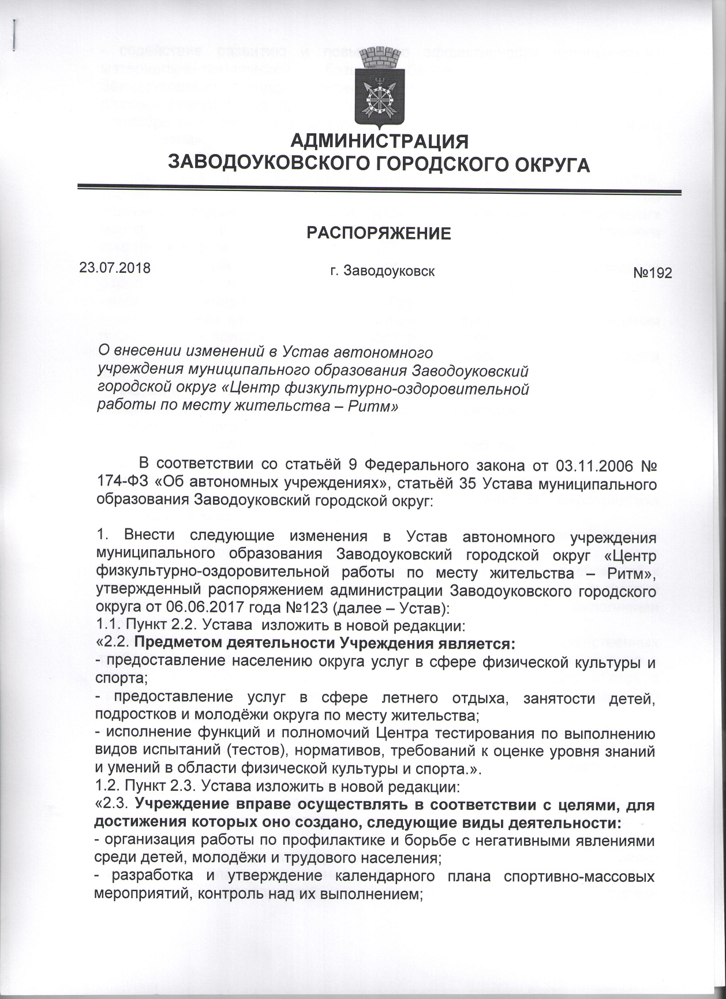 АДМИНИСТРАЦИЯ
ЗАВОДОУКОВСКОГО ГОРОДСКОГО ОКРУГА
РАСПОРЯЖЕНИЕ
23.07.2018 г. Заводоуковск №192
О внесении изменений в Устав автономного
учреждения муниципального образования Заводоуковский
городской округ «Центр физкультурно-оздоровительной
работы по месту жительства – Ритм»
В соответствии со статьёй 9 Федерального закона от 03.11.2006 №
174-ФЗ «Об автономных учреждениях», статьёй 35 Устава муниципального
образования Заводоуковский городской округ:
1. Внести следующие изменения в Устав автономного учреждения
муниципального образования Заводоуковский городской округ «Центр
физкультурно-оздоровительной работы по месту жительства – Ритм»,
утвержденный распоряжением администрации Заводоуковского городского
округа от 06.06.2017 года №123 (далее – Устав):
1.1. Пункт 2.2. Устава изложить в новой редакции:
«2.2. Предметом деятельности Учреждения является:
- предоставление населению округа услуг в сфере физической культуры и
спорта;
- предоставление услуг в сфере летнего отдыха, занятости детей,
подростков и молодёжи округа по месту жительства;
- исполнение функций и полномочий Центра тестирования по выполнению
видов испытаний (тестов), нормативов, требований к оценке уровня знаний
и умений в области физической культуры и спорта.».
1.2. Пункт 2.3. Устава изложить в новой редакции:
«2.3. Учреждение вправе осуществлять в соответствии с целями, для
достижения которых оно создано, следующие виды деятельности:
- организация работы по профилактике и борьбе с негативными явлениями
среди детей, молодёжи и трудового населения;
- разработка и утверждение календарного плана спортивно-массовых
мероприятий, контроль над их выполнением;